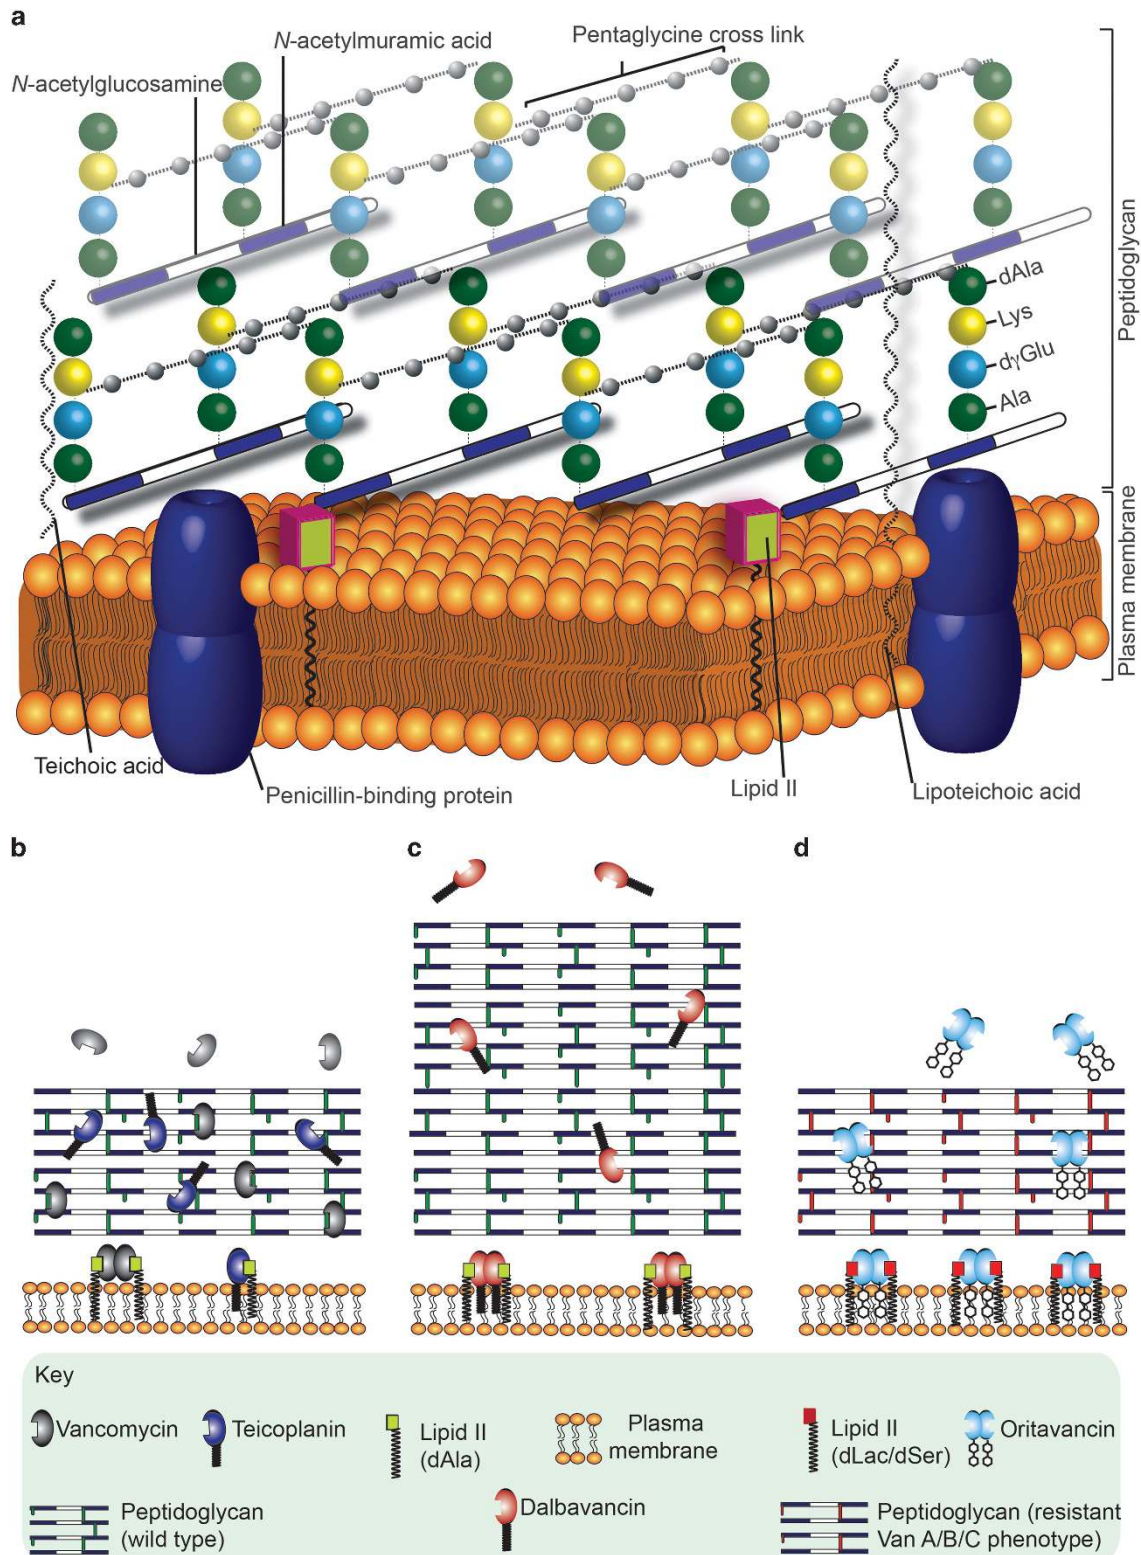 a
N-acetylmuramic acid
Pentaglycine cross link
N-acetylglucosamine
Peptidoglycan
dAla
Lys
dγGlu
Ala
Plasma membrane
Teichoic acid
Penicillin-binding protein
Lipid II
Lipoteichoic acid
b
c
d
Key
Vancomycin
Teicoplanin
Lipid II
(dAla)
Plasma
membrane
Lipid II
(dLac/dSer)
Oritavancin
Peptidoglycan
(wild type)
Dalbavancin
Peptidoglycan (resistant
Van A/B/C phenotype)